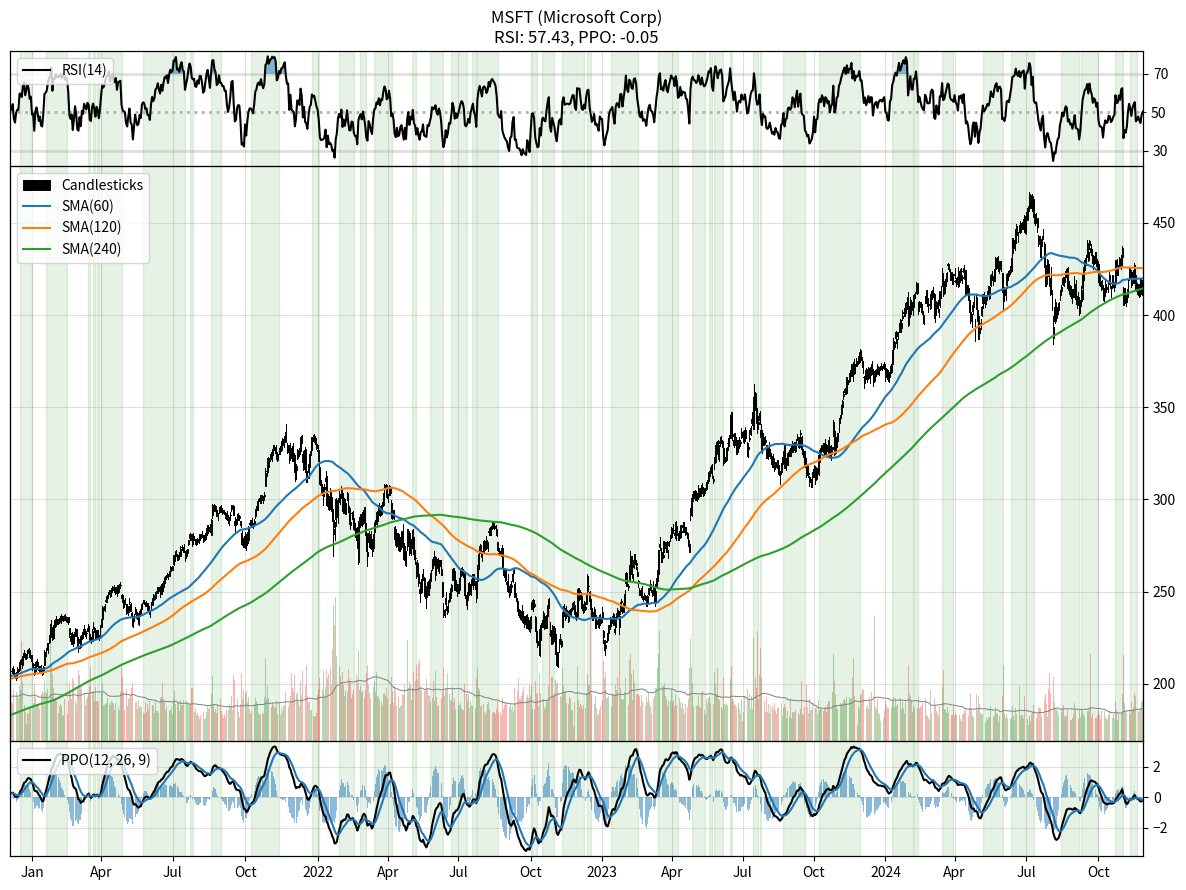 MSFT (Microsoft Corp)
RSI: 57.43, PPO: -0.05
RSI(14)
70
50
30
Candlesticks
SMA(60)
SMA(120)
SMA(240)
450
400
350
300
250
200
PPO(12, 26, 9)
2
0
−2
Jan Apr Jul Oct 2022 Apr Jul Oct 2023 Apr Jul Oct 2024 Apr Jul Oct